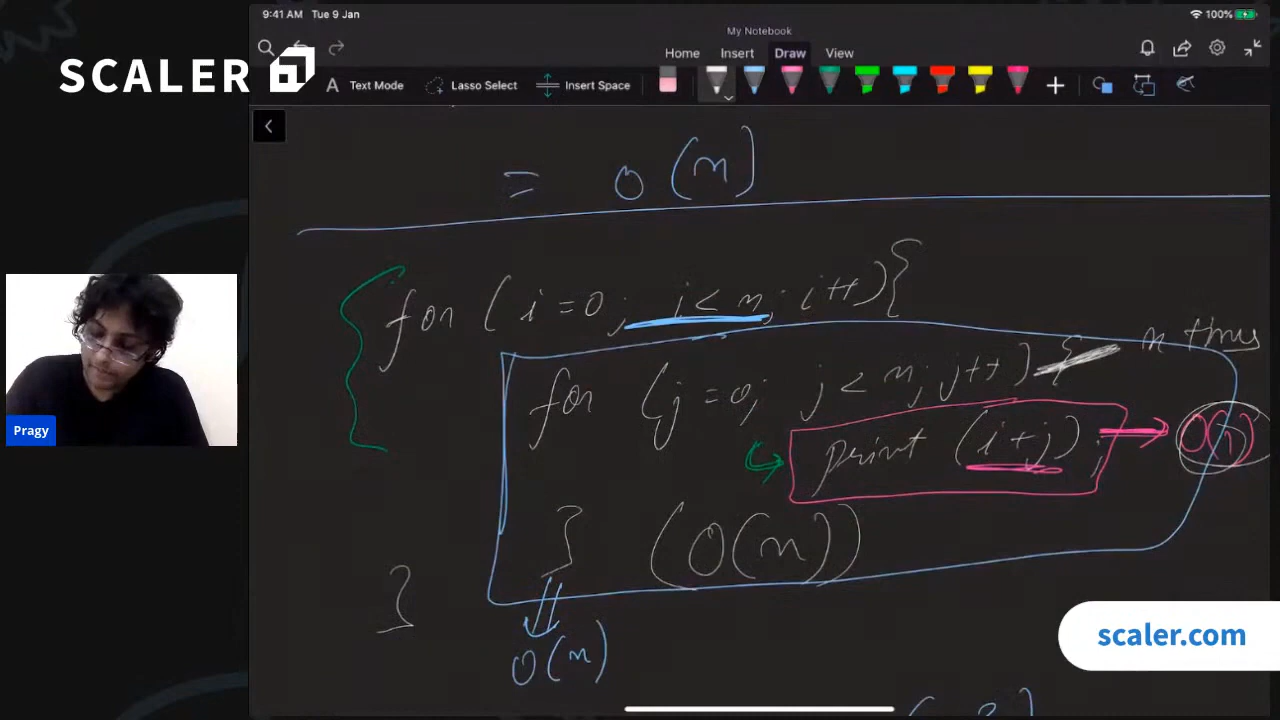 9:41 AM Tue 9 Jan
100%
My Notebook
SCALER
Home Insert Draw View
A Text Mode Lasso Select Insert Space
= O(n)
for (i=0; i<n; i++){
for (j=0; j<n; j++) { n times
print (i+j); → O(1)
} (O(n))
}
O(n)
Pragy
scaler.com